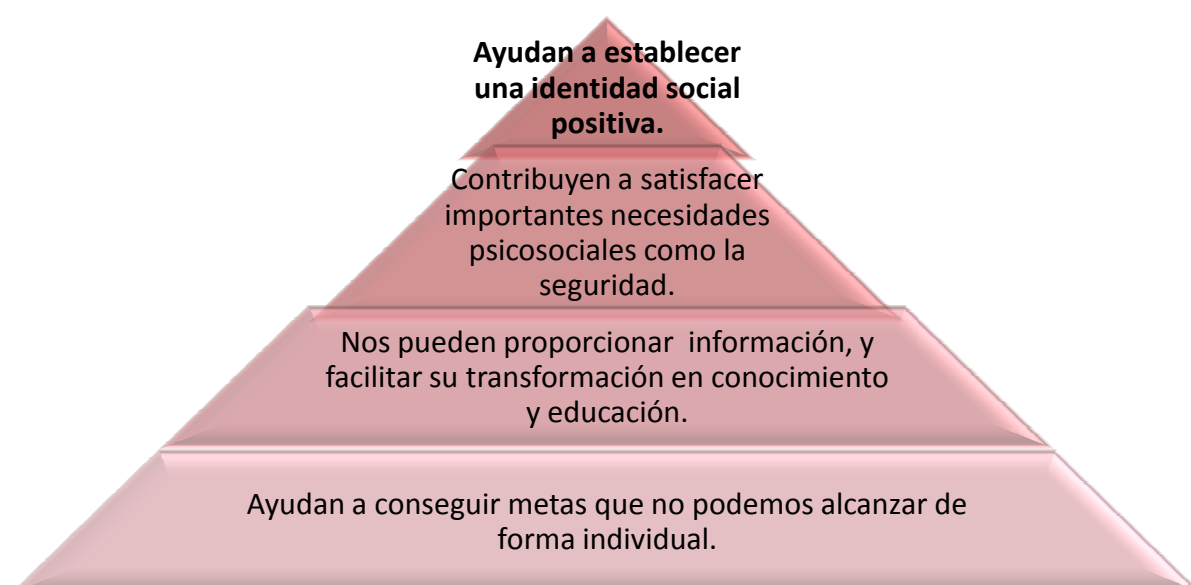 Ayudan a establecer
una identidad social
positiva.
Contribuyen a satisfacer
importantes necesidades
psicosociales como la
seguridad.
Nos pueden proporcionar  información, y
facilitar su transformación en conocimiento
y educación.
Ayudan a conseguir metas que no podemos alcanzar de
forma individual.